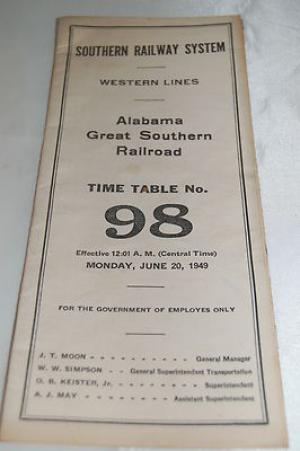 SOUTHERN RAILWAY SYSTEM
WESTERN LINES
Alabama
Great Southern
Railroad
TIME TABLE No.
98
Effective 12:01 A. M. (Central Time)
MONDAY, JUNE 20, 1949
FOR THE GOVERNMENT OF EMPLOYES ONLY
J. T. MOON - - - - - - - - - General Manager
W. W. SIMPSON - - General Superintendent Transportation
O. B. KEISTER, Jr. - - - - - - - - Superintendent
A. J. MAY - - - - - - - - Assistant Superintendent